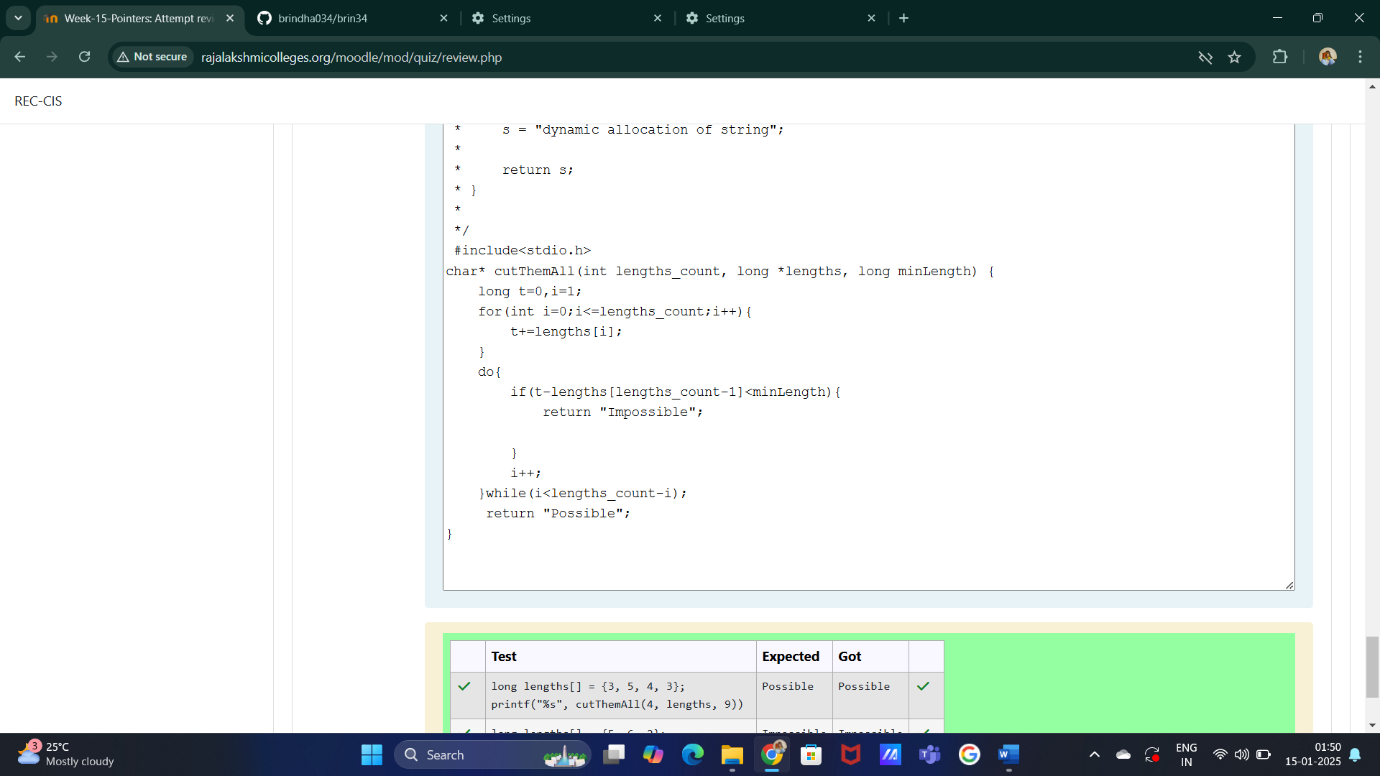 Week-15-Pointers: Attempt revi
brindha034/brin34
Settings
Settings
Not secure
rajalakshmicolleges.org/moodle/mod/quiz/review.php
REC-CIS
*     s = "dynamic allocation of string";
*
*     return s;
* }
*
*/
#include<stdio.h>
char* cutThemAll(int lengths_count, long *lengths, long minLength) {
    long t=0,i=1;
    for(int i=0;i<=lengths_count;i++){
        t+=lengths[i];
    }
    do{
        if(t-lengths[lengths_count-1]<minLength){
            return "Impossible";
        }
        i++;
    }while(i<lengths_count-i);
     return "Possible";
}
Test Expected Got
long lengths[] = {3, 5, 4, 3}; Possible Possible
printf("%s", cutThemAll(4, lengths, 9))
3
25°C
Mostly cloudy
Search
ENG
IN
01:50
15-01-2025